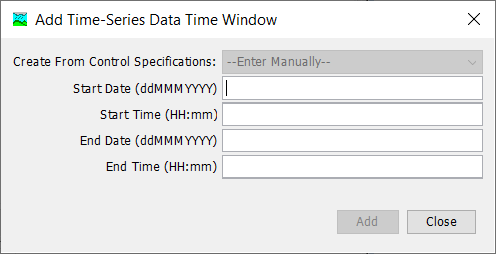 Add Time-Series Data Time Window
Create From Control Specifications: --Enter Manually--
Start Date (ddMMMYYYY)
Start Time (HH:mm)
End Date (ddMMMYYYY)
End Time (HH:mm)
Add Close